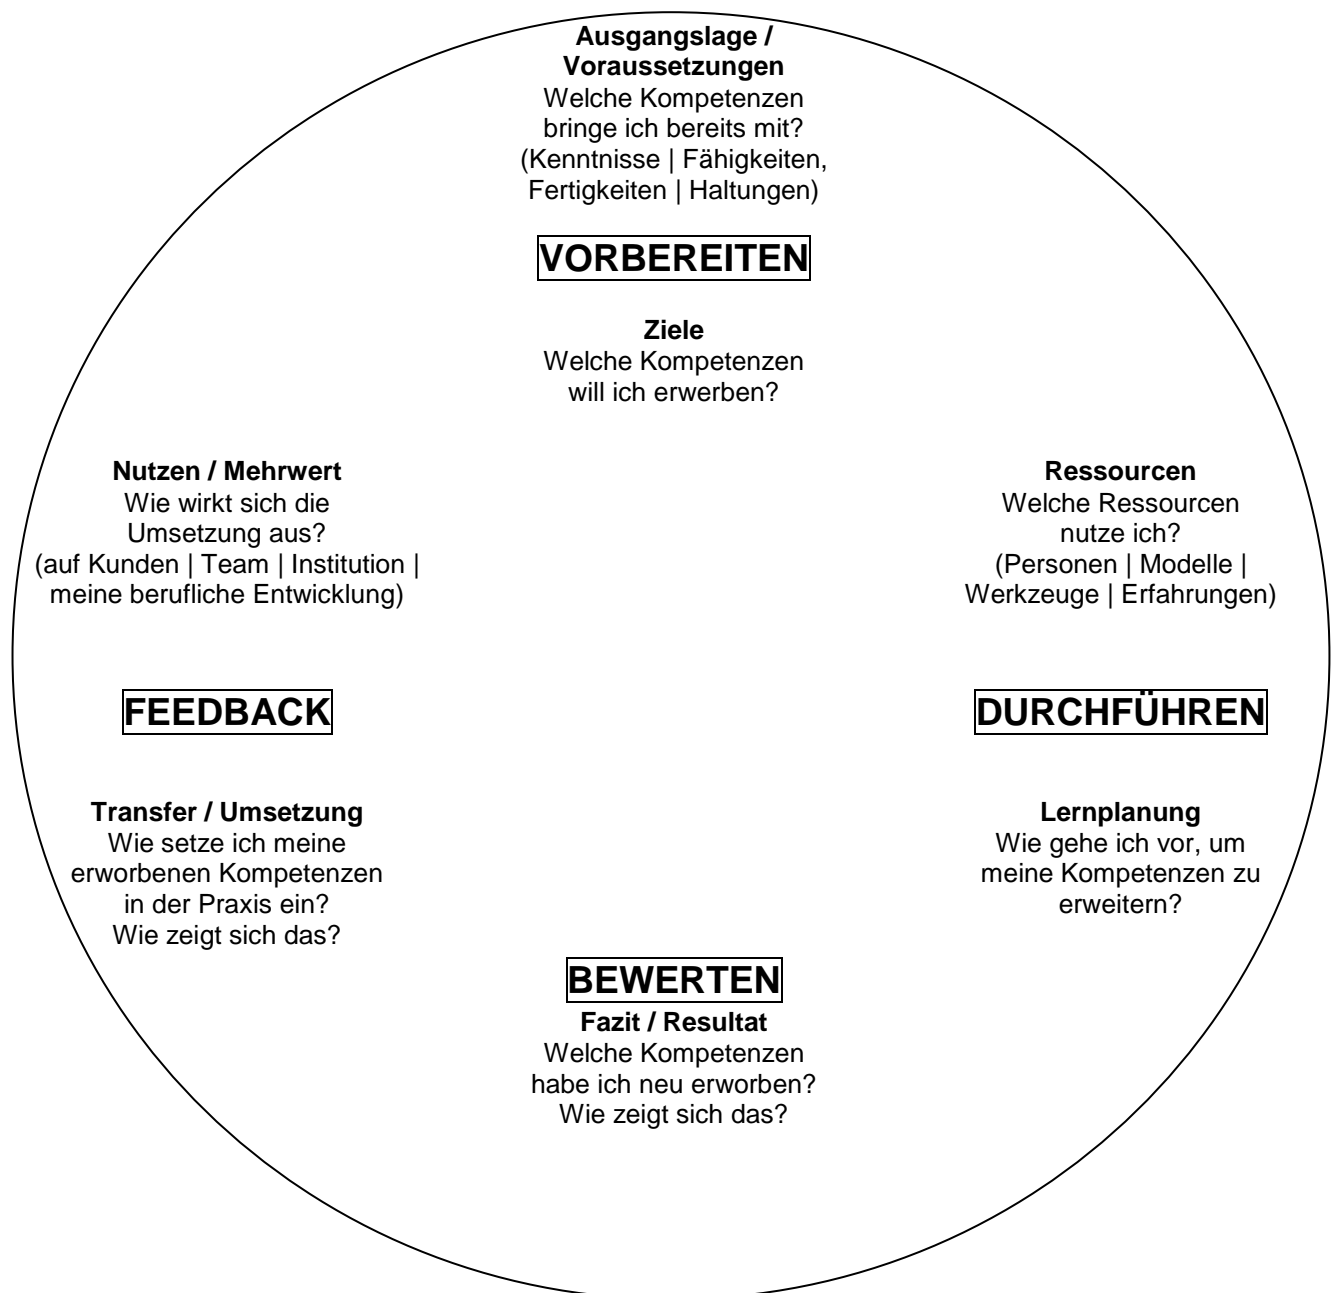 Ausgangslage /
Voraussetzungen
Welche Kompetenzen
bringe ich bereits mit?
(Kenntnisse | Fähigkeiten,
Fertigkeiten | Haltungen)
VORBEREITEN
Ziele
Welche Kompetenzen
will ich erwerben?
Nutzen / Mehrwert
Wie wirkt sich die
Umsetzung aus?
(auf Kunden | Team | Institution |
meine berufliche Entwicklung)
Ressourcen
Welche Ressourcen
nutze ich?
(Personen | Modelle |
Werkzeuge | Erfahrungen)
FEEDBACK
DURCHFÜHREN
Transfer / Umsetzung
Wie setze ich meine
erworbenen Kompetenzen
in der Praxis ein?
Wie zeigt sich das?
Lernplanung
Wie gehe ich vor, um
meine Kompetenzen zu
erweitern?
BEWERTEN
Fazit / Resultat
Welche Kompetenzen
habe ich neu erworben?
Wie zeigt sich das?